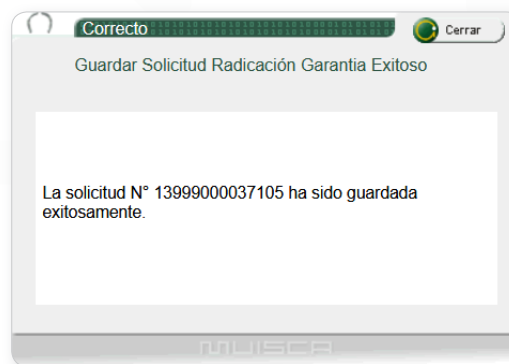 Correcto
Cerrar
Guardar Solicitud Radicación Garantia Exitoso
La solicitud N° 13999000037105 ha sido guardada
exitosamente.
MUISCA